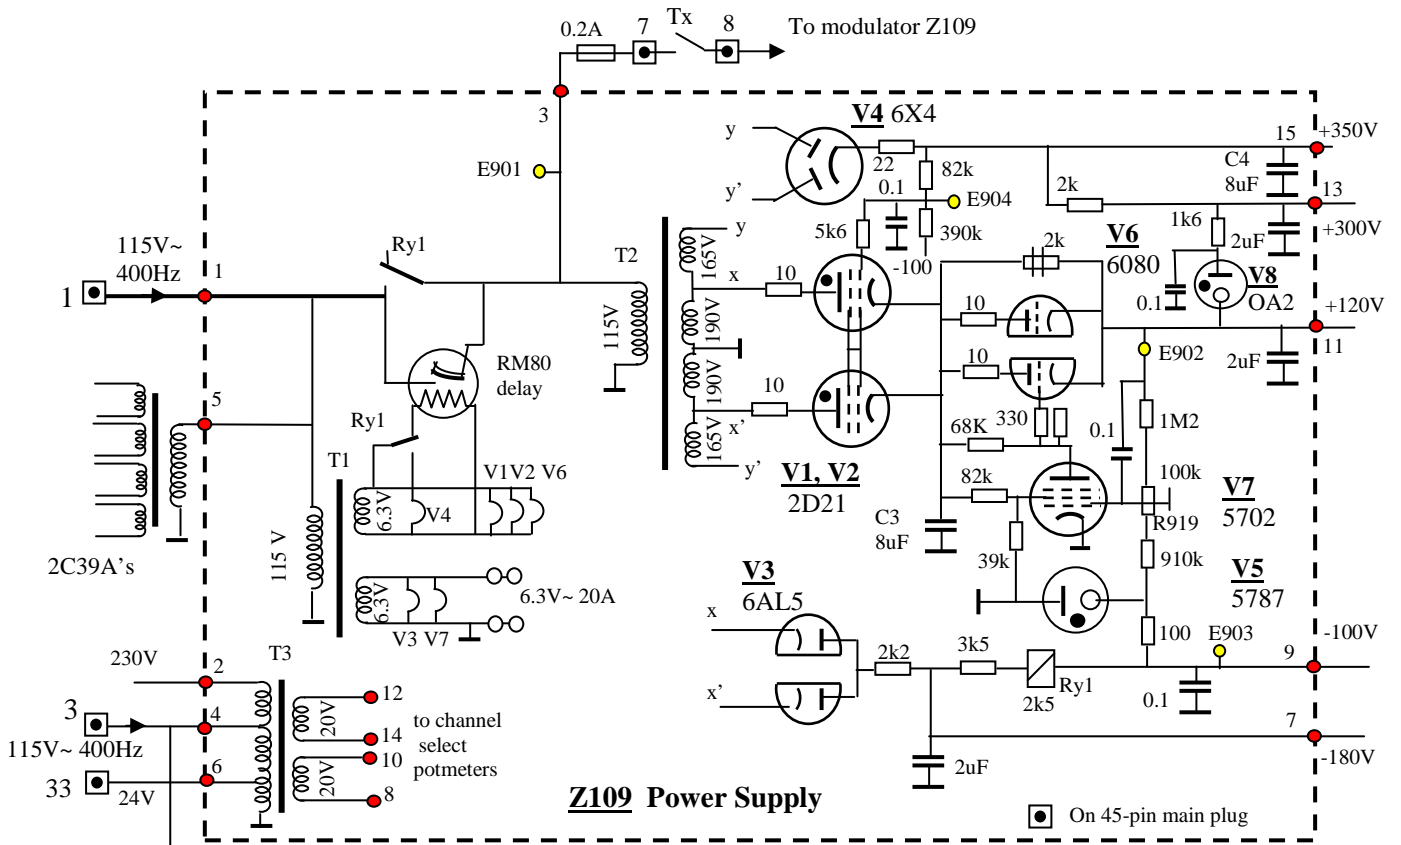 Tx
7
8
To modulator Z109
0.2A
3
E901
V4 6X4
y
y'
22
82k
0.1
E904
5k6
390k
-100
15
+350V
C4
8uF
13
2k
+300V
1k6
2uF
V8
OA2
0.1
+120V
11
2uF
E902
V6
6080
2k
115V~
400Hz
1
1
Ry1
T2
115V
165V
190V
190V
165V
y
x
x'
y'
10
10
10
10
RM80
delay
5
Ry1
T1
V1V2 V6
6.3V
V4
115 V
6.3V
V3 V7
6.3V~ 20A
2C39A's
V1, V2
2D21
330
68K
82k
0.1
1M2
100k
R919
V7
5702
C3
8uF
39k
910k
V5
5787
V3
6AL5
x
x'
100
E903
-100V
9
2k2
3k5
Ry1
2k5
0.1
7
-180V
2uF
230V
2
T3
12
3
4
20V
14
115V~ 400Hz
10
6
20V
33
24V
8
to channel
select
potmeters
Z109 Power Supply
On 45-pin main plug